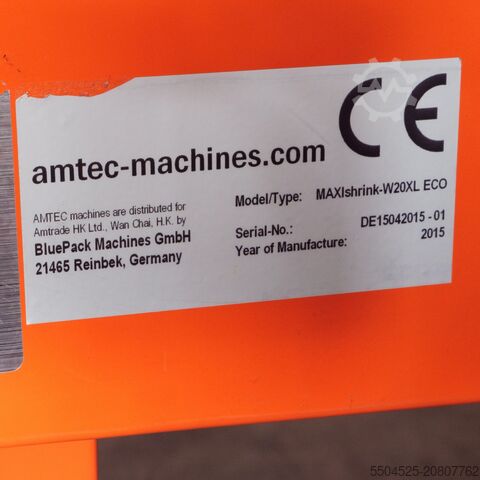 CE
amtec-machines.com
AMTEC machines are distributed for
Amtrade HK Ltd., Wan Chai, H.K. by
BluePack Machines GmbH
21465 Reinbek, Germany
Model/Type: MAXIshrink-W20XL ECO
Serial-No.: DE15042015 - 01
Year of Manufacture: 2015
5504525-20807762